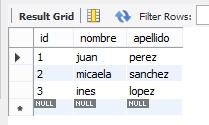 Result Grid Filter Rows:
id nombre apellido
1 juan perez
2 micaela sanchez
3 ines lopez
NULL NULL NULL